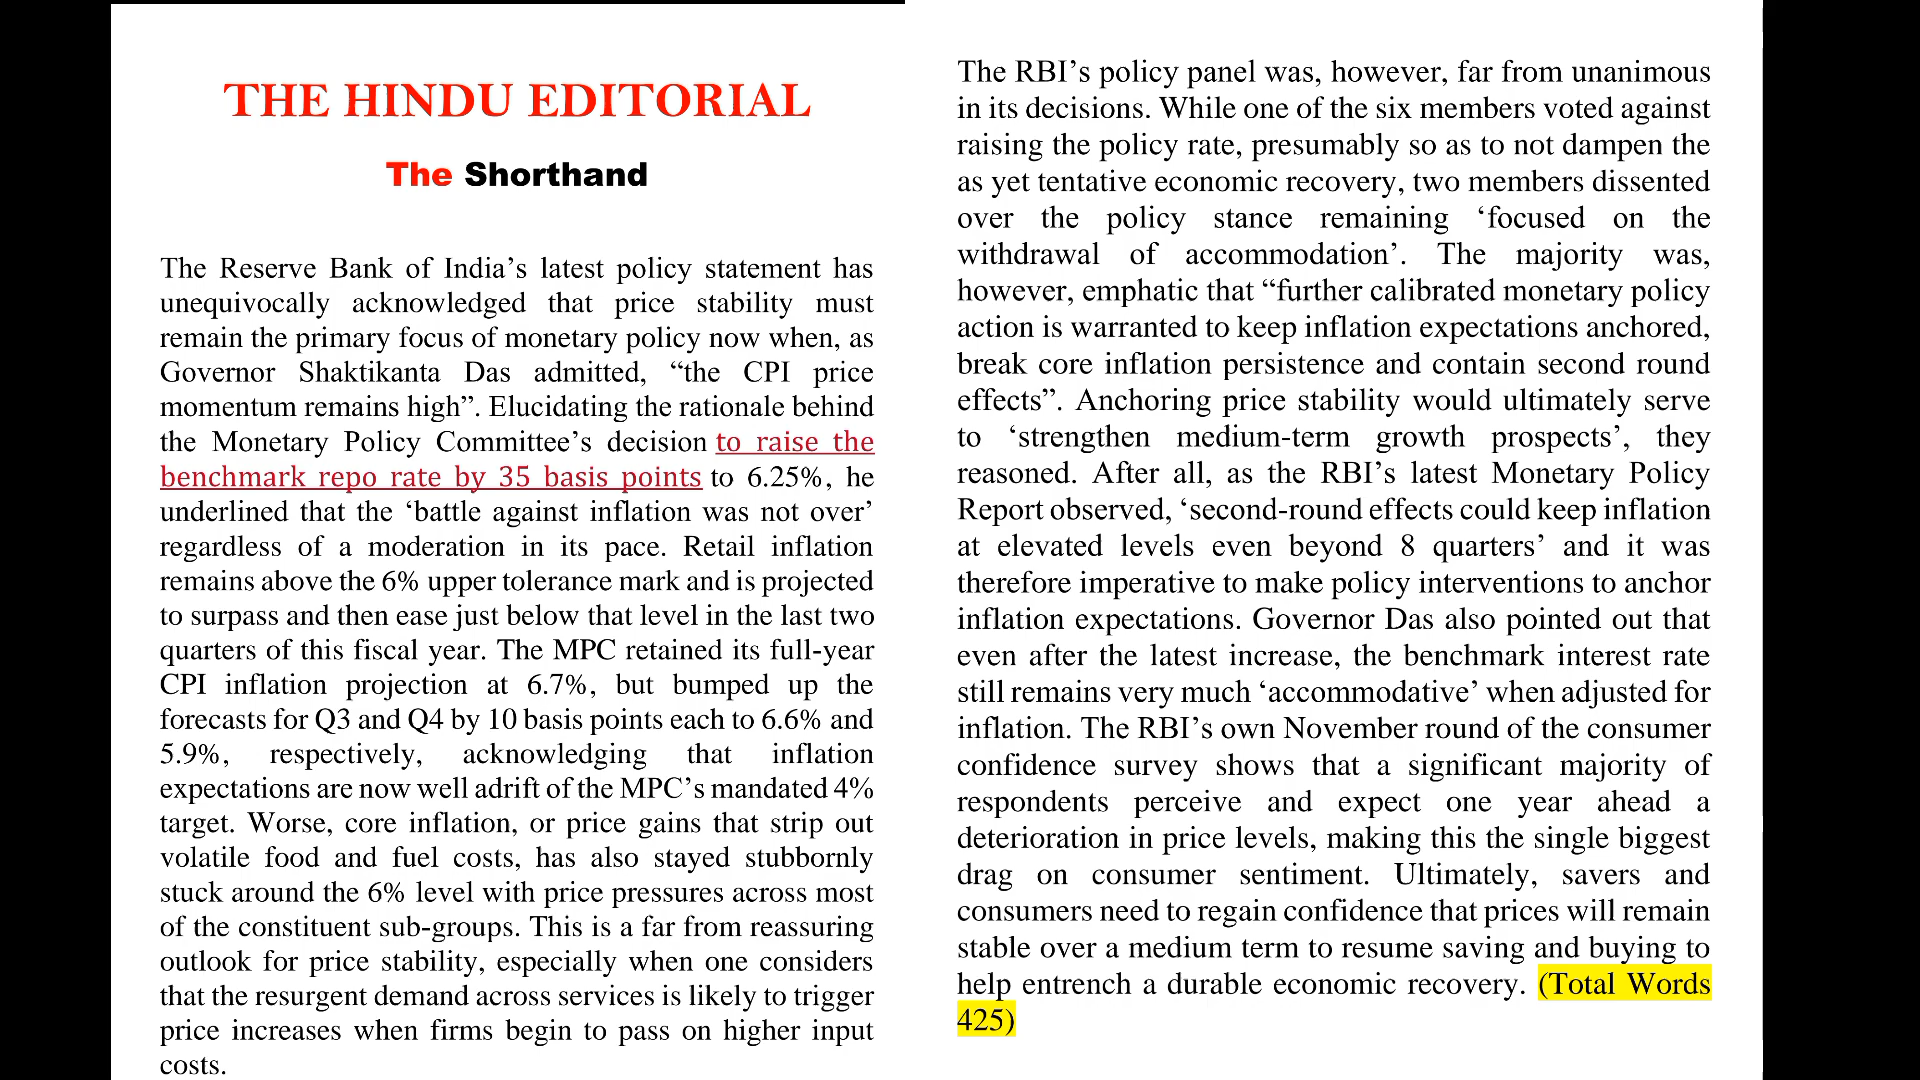 THE HINDU EDITORIAL
The Shorthand
The Reserve Bank of India’s latest policy statement has
unequivocally acknowledged that price stability must
remain the primary focus of monetary policy now when, as
Governor Shaktikanta Das admitted, “the CPI price
momentum remains high”. Elucidating the rationale behind
the Monetary Policy Committee’s decision to raise the
benchmark repo rate by 35 basis points to 6.25%, he
underlined that the ‘battle against inflation was not over’
regardless of a moderation in its pace. Retail inflation
remains above the 6% upper tolerance mark and is projected
to surpass and then ease just below that level in the last two
quarters of this fiscal year. The MPC retained its full-year
CPI inflation projection at 6.7%, but bumped up the
forecasts for Q3 and Q4 by 10 basis points each to 6.6% and
5.9%, respectively, acknowledging that inflation
expectations are now well adrift of the MPC’s mandated 4%
target. Worse, core inflation, or price gains that strip out
volatile food and fuel costs, has also stayed stubbornly
stuck around the 6% level with price pressures across most
of the constituent sub-groups. This is a far from reassuring
outlook for price stability, especially when one considers
that the resurgent demand across services is likely to trigger
price increases when firms begin to pass on higher input
costs.
The RBI’s policy panel was, however, far from unanimous
in its decisions. While one of the six members voted against
raising the policy rate, presumably so as to not dampen the
as yet tentative economic recovery, two members dissented
over the policy stance remaining ‘focused on the
withdrawal of accommodation’. The majority was,
however, emphatic that “further calibrated monetary policy
action is warranted to keep inflation expectations anchored,
break core inflation persistence and contain second round
effects”. Anchoring price stability would ultimately serve
to ‘strengthen medium-term growth prospects’, they
reasoned. After all, as the RBI’s latest Monetary Policy
Report observed, ‘second-round effects could keep inflation
at elevated levels even beyond 8 quarters’ and it was
therefore imperative to make policy interventions to anchor
inflation expectations. Governor Das also pointed out that
even after the latest increase, the benchmark interest rate
still remains very much ‘accommodative’ when adjusted for
inflation. The RBI’s own November round of the consumer
confidence survey shows that a significant majority of
respondents perceive and expect one year ahead a
deterioration in price levels, making this the single biggest
drag on consumer sentiment. Ultimately, savers and
consumers need to regain confidence that prices will remain
stable over a medium term to resume saving and buying to
help entrench a durable economic recovery. (Total Words
425)